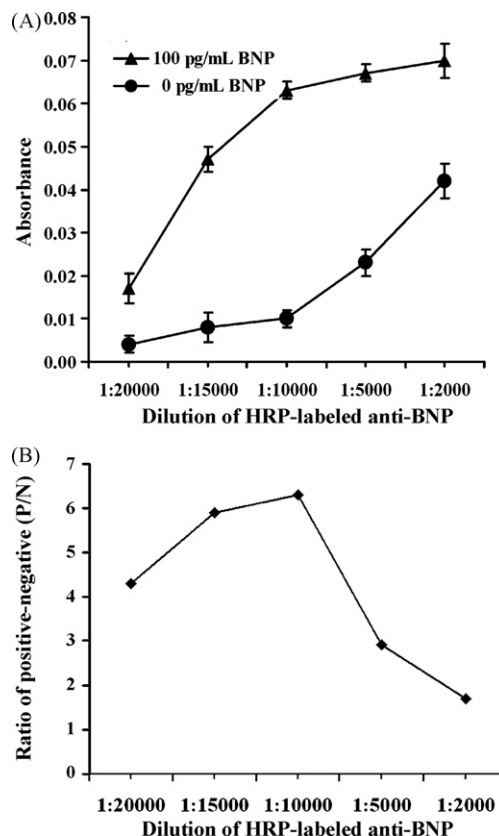 (A)
100 pg/mL BNP
0 pg/mL BNP
0.08
0.07
0.06
0.05
0.04
0.03
0.02
0.01
0.00
Absorbance
1:20000 1:15000 1:10000 1:5000 1:2000
Dilution of HRP-labeled anti-BNP
(B)
7
6
5
4
3
2
1
0
Ratio of positive-negative (P/N)
1:20000 1:15000 1:10000 1:5000 1:2000
Dilution of HRP-labeled anti-BNP